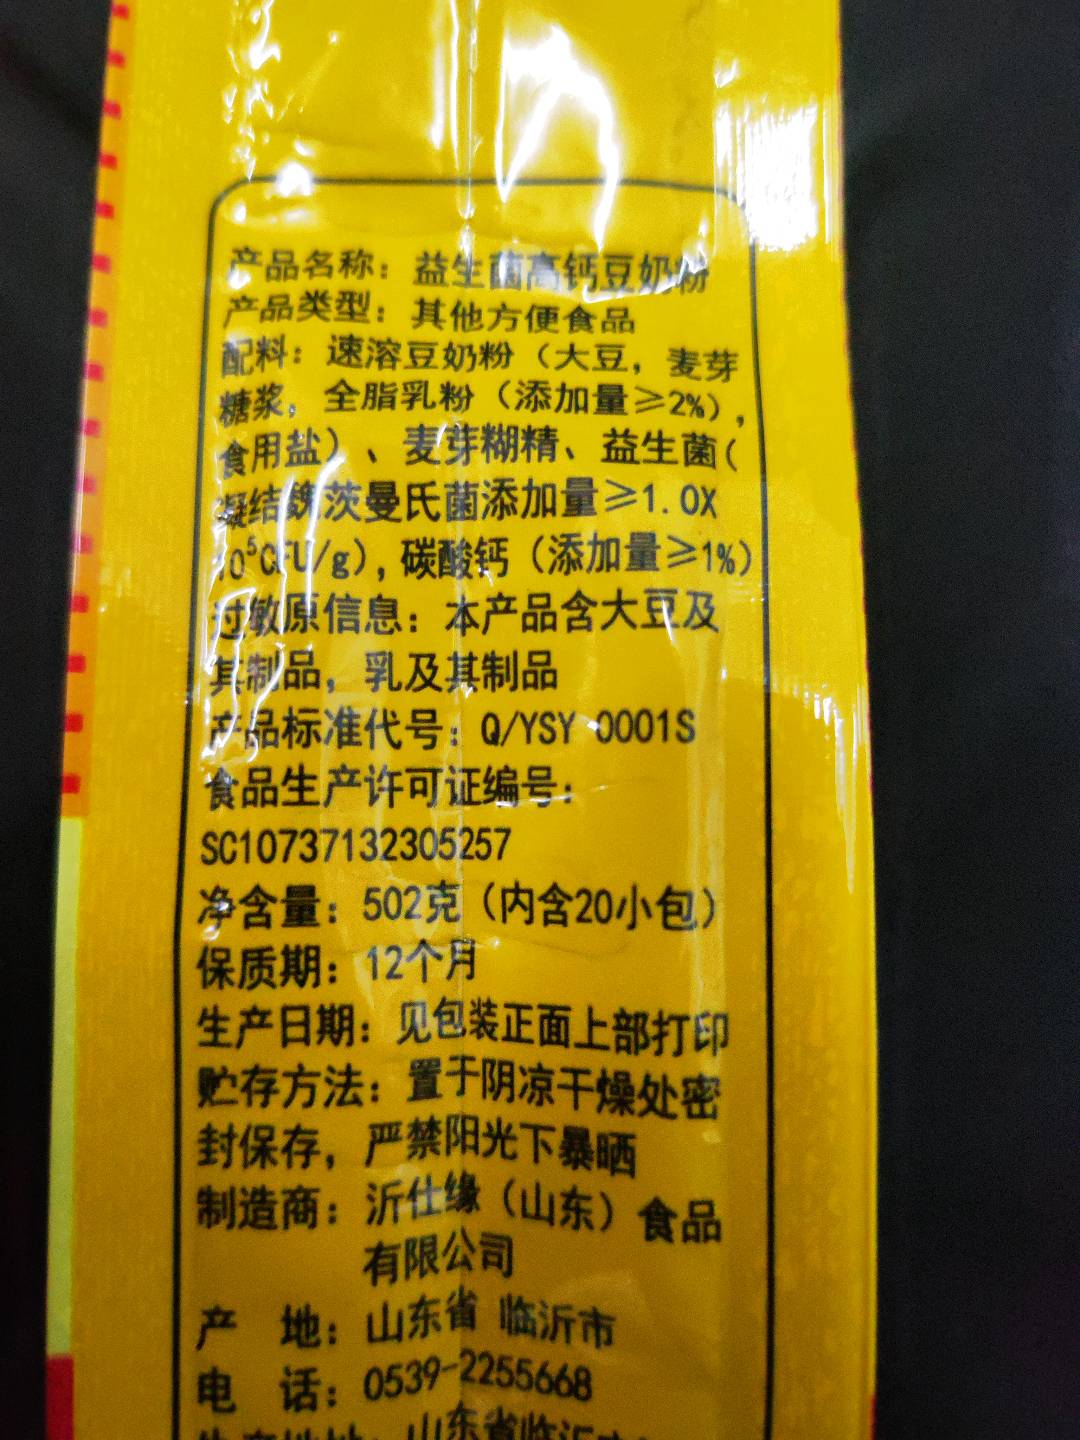 产品名称：益生菌高钙豆奶粉
产品类型：其他方便食品
配料：速溶豆奶粉（大豆，麦芽
糖浆，全脂乳粉（添加量≥2%），
食用盐）、麦芽糊精、益生菌（
凝结魏茨曼氏菌添加量≥1.0X
10⁵CFU/g），碳酸钙（添加量≥1%）
过敏原信息：本产品含大豆及
其制品，乳及其制品
产品标准代号：Q/YSY 0001S
食品生产许可证编号：
SC10737132305257
净含量：502克（内含20小包）
保质期：12个月
生产日期：见包装正面上部打印
贮存方法：置于阴凉干燥处密
封保存，严禁阳光下暴晒
制造商：沂仕缘（山东）食品
有限公司
产 地：山东省 临沂市
电 话：0539-2255668
生产地址：山东省临沂